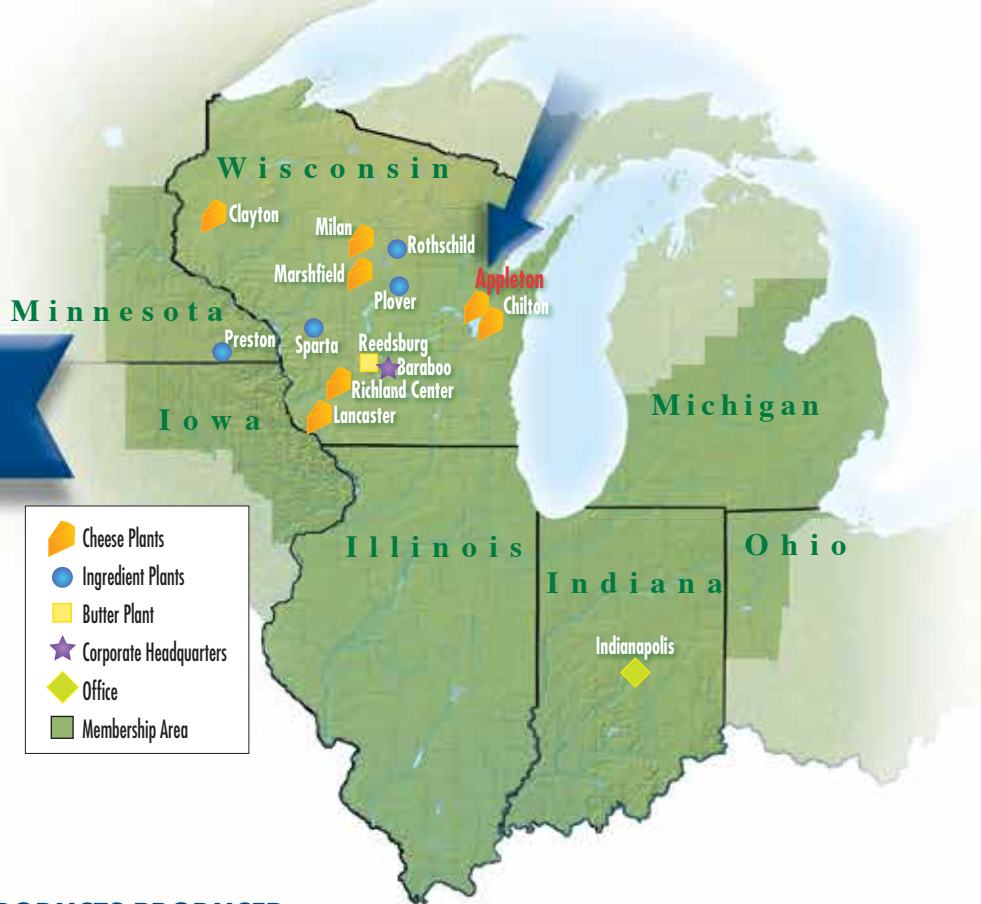 Wisconsin
Clayton
Milan
Rothschild
Marshfield
Appleton
Plover
Chilton
Minnesota
Preston
Sparta
Reedsburg
Baraboo
Richland Center
Lancaster
Iowa
Michigan
Illinois
Ohio
Indiana
Indianapolis
Cheese Plants
Ingredient Plants
Butter Plant
Corporate Headquarters
Office
Membership Area